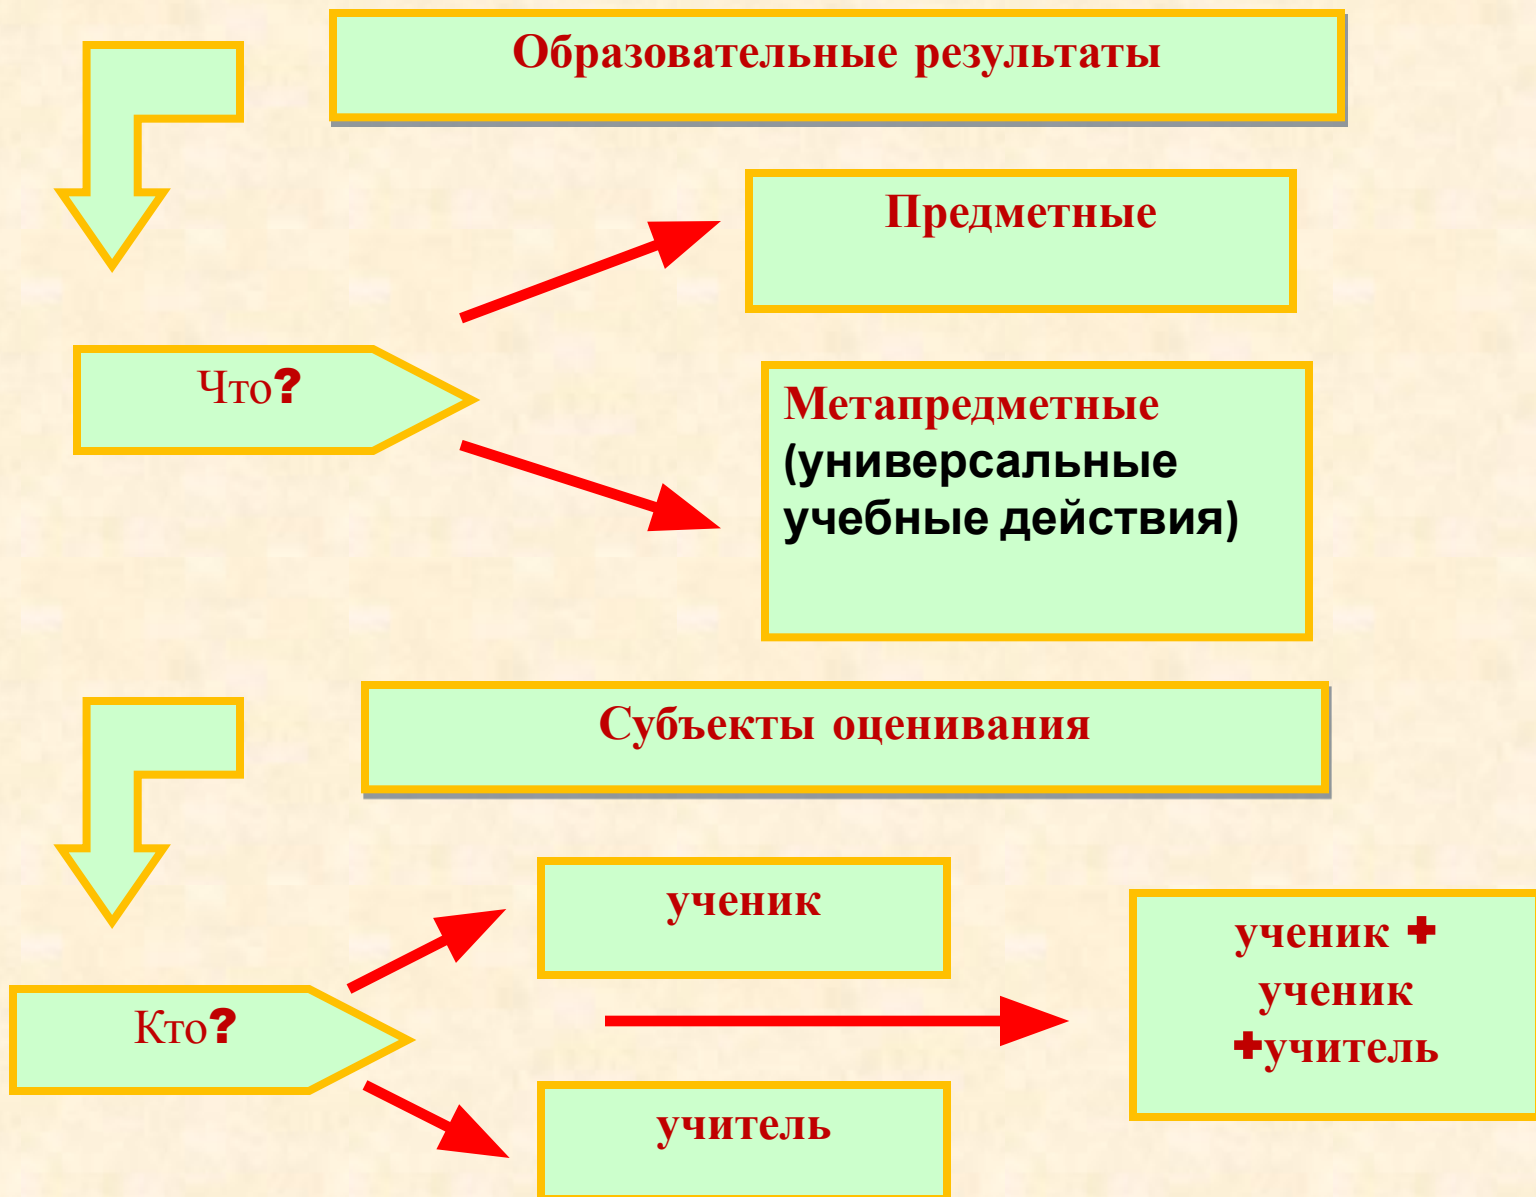 Образовательные результаты
Предметные
Что?
Метапредметные
(универсальные
учебные действия)
Субъекты оценивания
ученик
ученик +
ученик
+учитель
Кто?
учитель